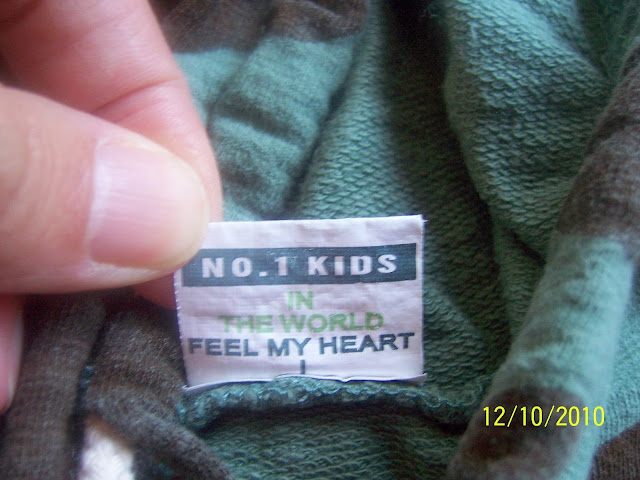 NO.1 KIDS
IN
THE WORLD
FEEL MY HEART
I
12/10/2010